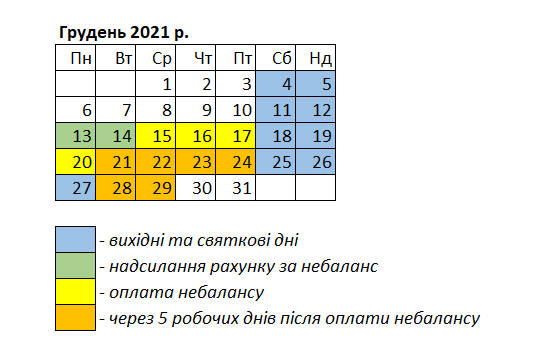 Грудень 2021 р.
Пн Вт Ср Чт Пт Сб Нд
1 2 3 4 5
6 7 8 9 10 11 12
13 14 15 16 17 18 19
20 21 22 23 24 25 26
27 28 29 30 31
- вихідні та святкові дні
- надсилання рахунку за небаланс
- оплата небалансу
- через 5 робочих днів після оплати небалансу